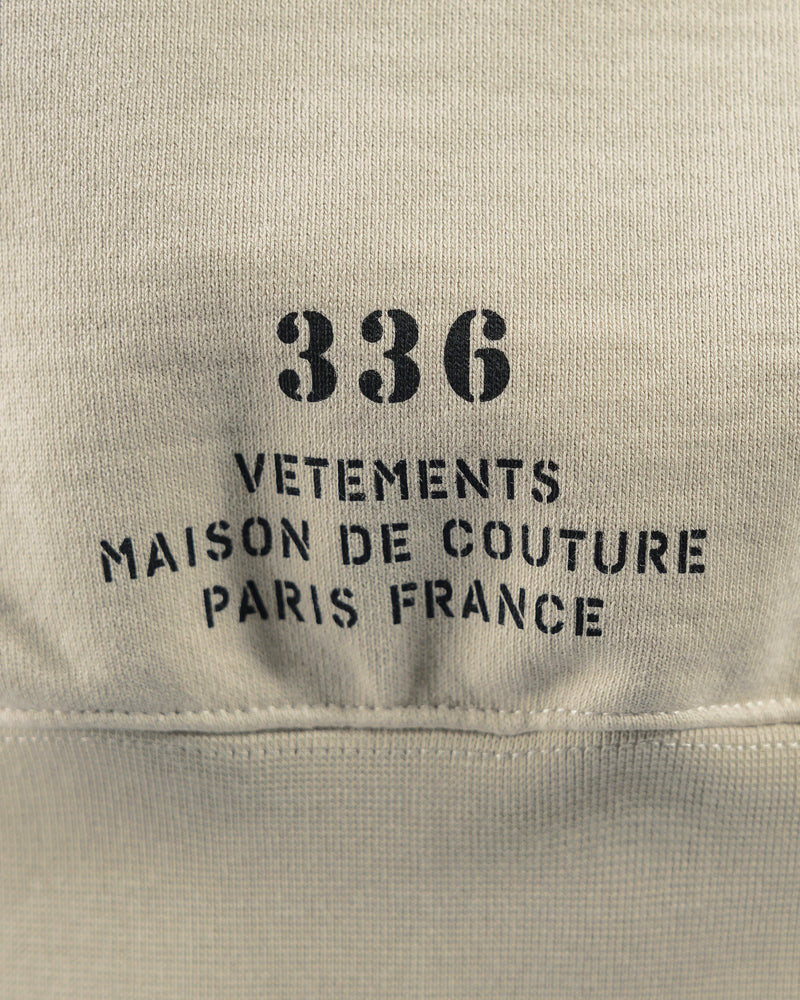 336
VETEMENTS
MAISON DE COUTURE
PARIS FRANCE